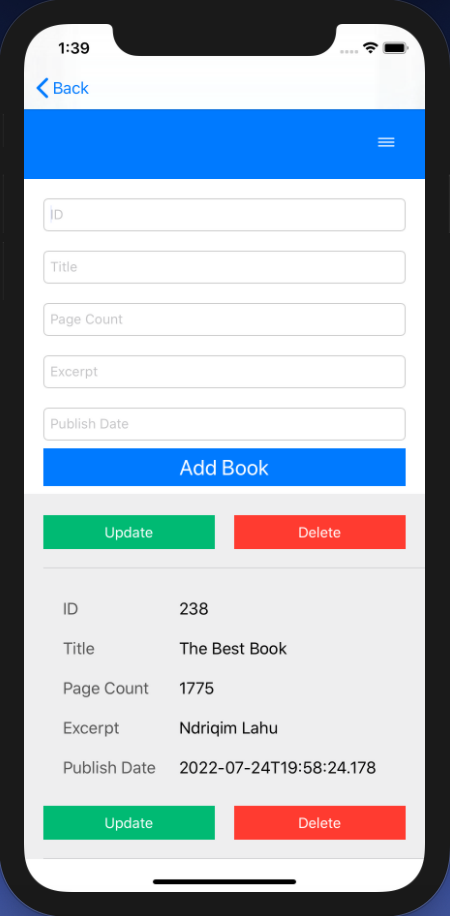 1:39
Back
ID
Title
Page Count
Excerpt
Publish Date
Add Book
Update Delete
ID 238
Title The Best Book
Page Count 1775
Excerpt Ndriqim Lahu
Publish Date 2022-07-24T19:58:24.178
Update Delete